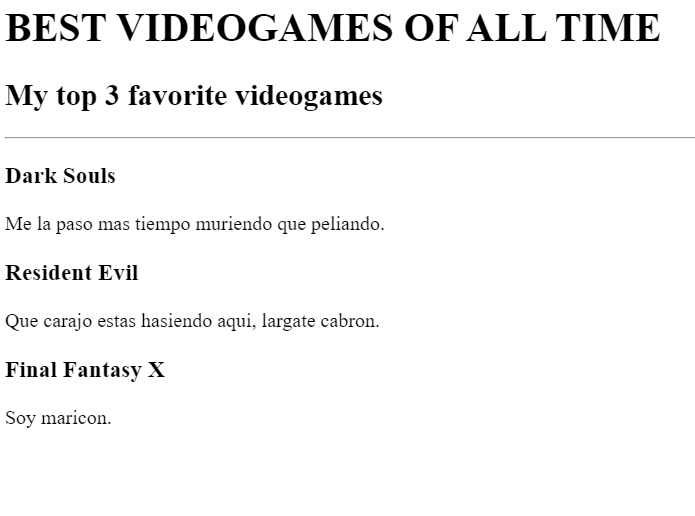 BEST VIDEOGAMES OF ALL TIME
My top 3 favorite videogames
Dark Souls
Me la paso mas tiempo muriendo que peliando.
Resident Evil
Que carajo estas hasiendo aqui, largate cabron.
Final Fantasy X
Soy maricon.